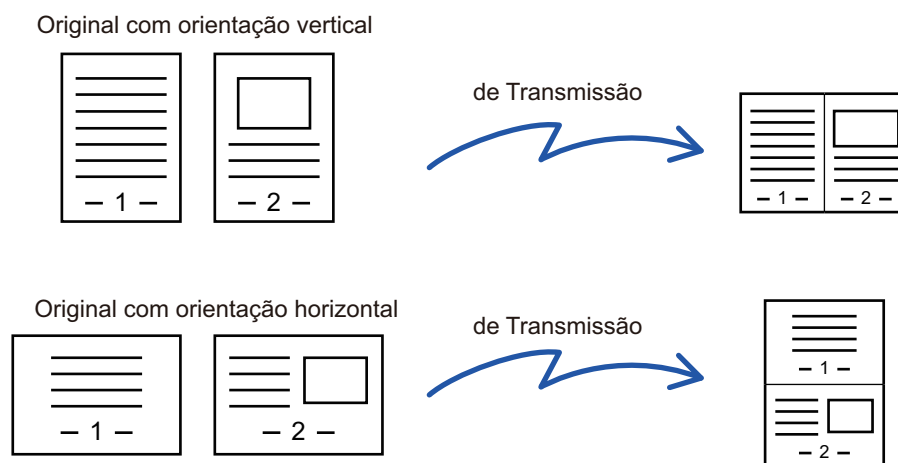 Original com orientação vertical
de Transmissão
– 1 –
– 2 –
– 1 –
– 2 –
Original com orientação horizontal
de Transmissão
– 1 –
– 1 –
– 2 –
– 2 –